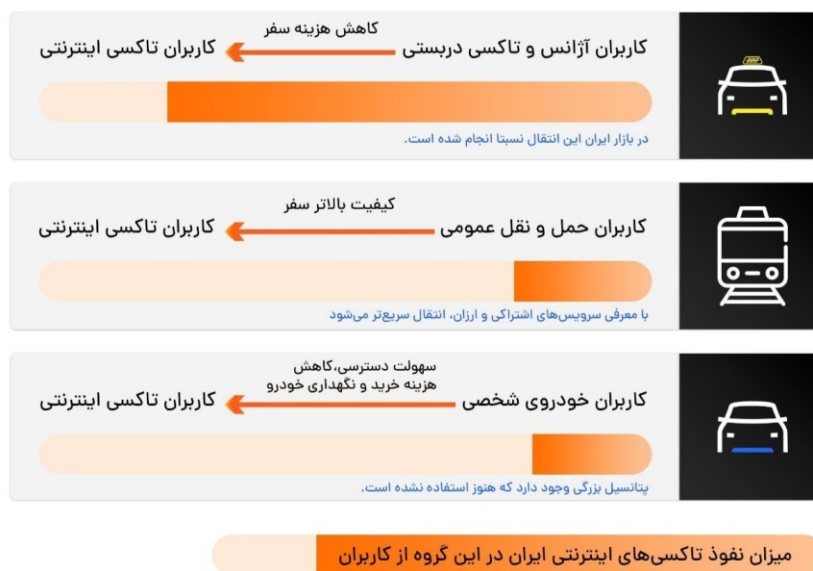 کاهش هزینه سفر
کاربران آژانس و تاکسی دربستی
کاربران تاکسی اینترنتی
در بازار ایران این انتقال نسبتا انجام شده است.
کیفیت بالاتر سفر
کاربران حمل و نقل عمومی
کاربران تاکسی اینترنتی
با معرفی سرویس‌های اشتراکی و ارزان، انتقال سریع‌تر می‌شود
سهولت دسترسی،کاهش
هزینه خرید و نگهداری خودرو
کاربران خودروی شخصی
کاربران تاکسی اینترنتی
پتانسیل بزرگی وجود دارد که هنوز استفاده نشده است.
میزان نفوذ تاکسی‌های اینترنتی ایران در این گروه از کاربران